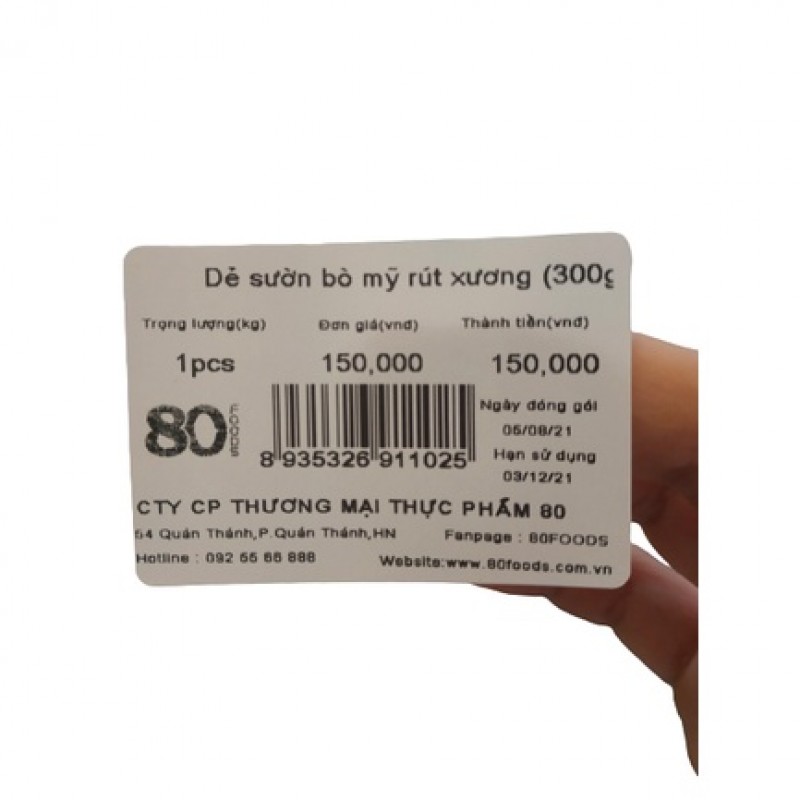 Dẻ sườn bò mỹ rút xương (300g
Trọng lượng(kg) Đơn giá(vnđ) Thành tiền(vnđ)
1pcs 150,000 150,000
80 FOODS
Ngày đóng gói
05/08/21
Hạn sử dụng
03/12/21
8 935326 911025
CTY CP THƯƠNG MẠI THỰC PHẨM 80
54 Quán Thánh,P.Quán Thánh,HN Fanpage : 80FOODS
Hotline : 092 55 66 888 Website:www.80foods.com.vn